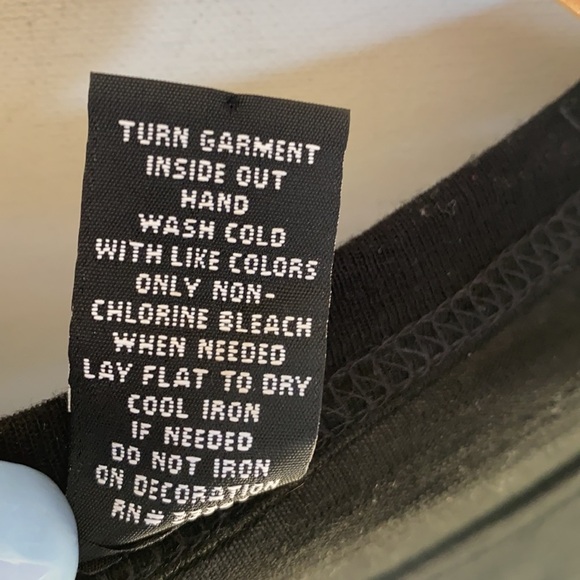 TURN GARMENT
INSIDE OUT
HAND
WASH COLD
WITH LIKE COLORS
ONLY NON-
CHLORINE BLEACH
WHEN NEEDED
LAY FLAT TO DRY
COOL IRON
IF NEEDED
DO NOT IRON
ON DECORATION
RN#